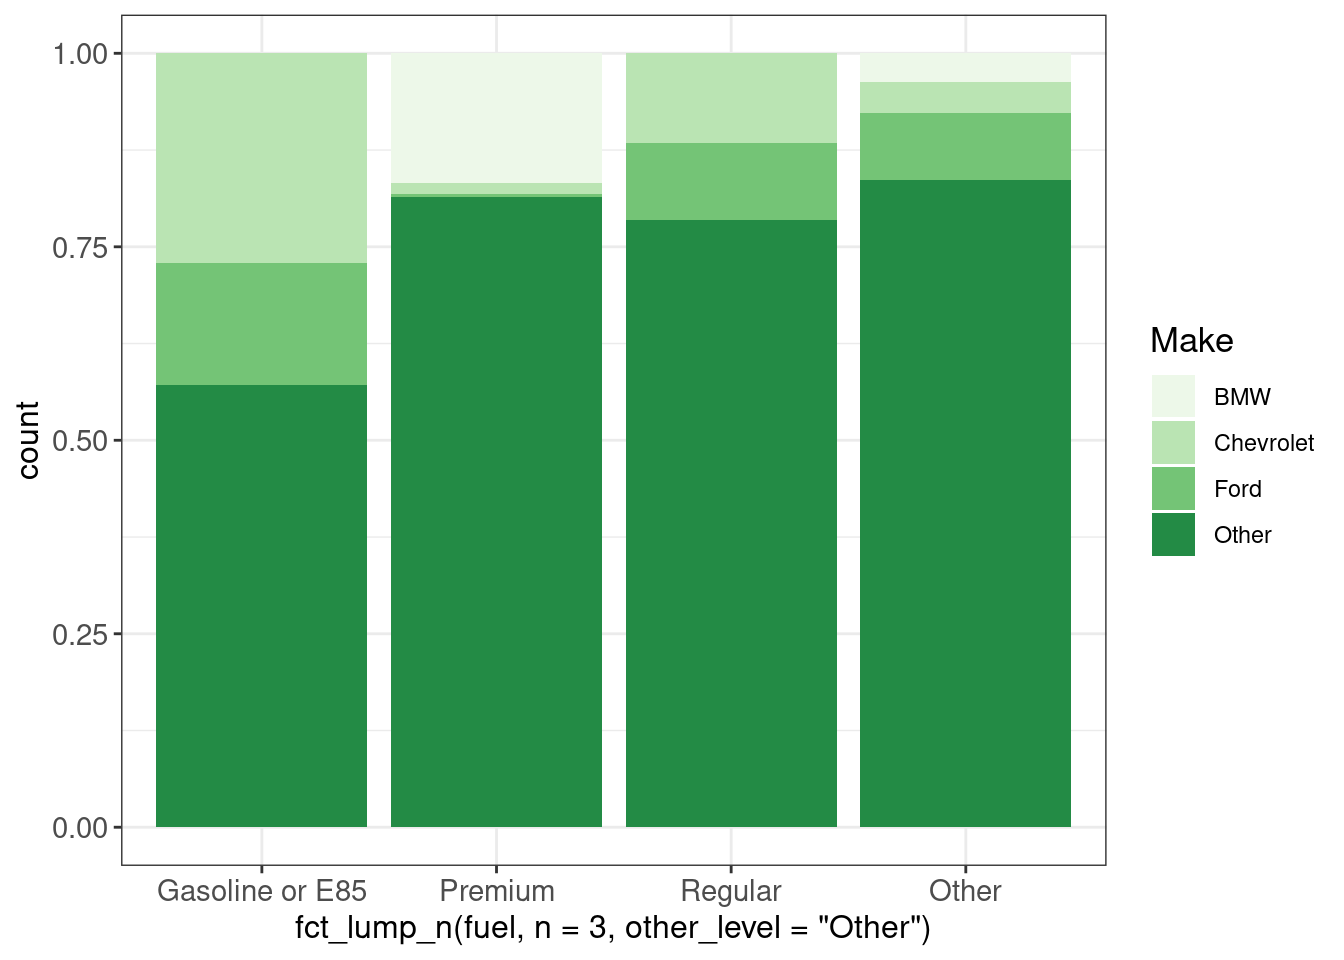 1.00
0.75
0.50
0.25
0.00
count
Gasoline or E85 Premium Regular Other
fct_lump_n(fuel, n = 3, other_level = "Other")
Make
BMW
Chevrolet
Ford
Other